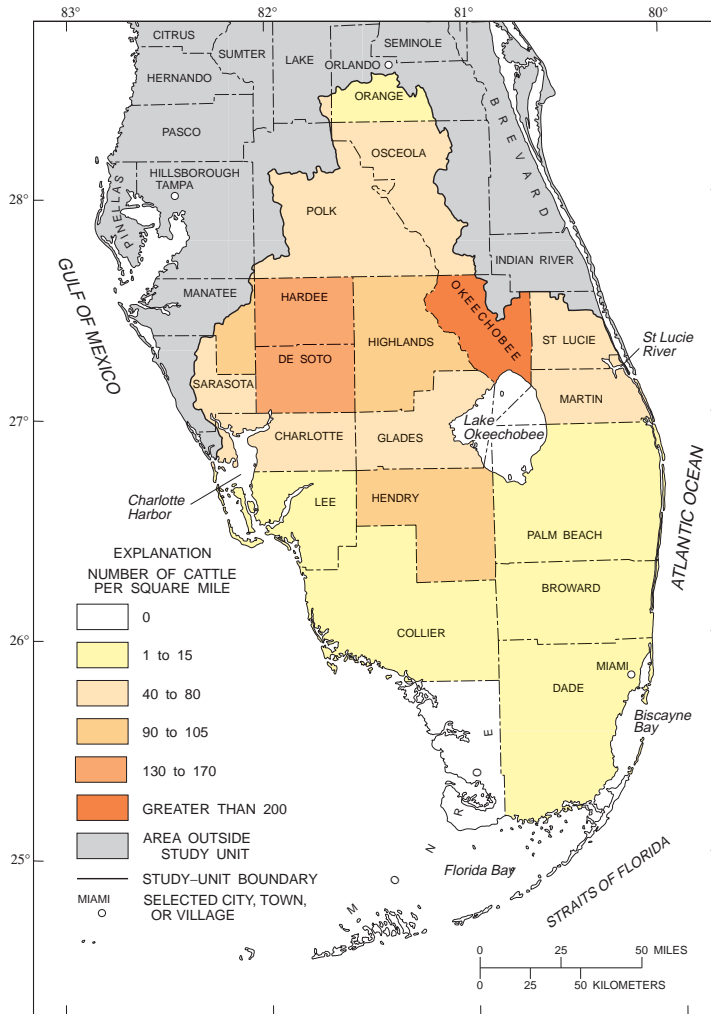 83°
82
81°
80°
CITRUS
SUMTER
LAKE
SEMINOLE
ORLANDO
HERNANDO
ORANGE
BREVARD
PASCO
OSCEOLA
HILLSBOROUGH
TAMPA
PINELLAS
28°
POLK
INDIAN RIVER
GULF OF MEXICO
MANATEE
HARDEE
OKEECHOBEE
HIGHLANDS
ST LUCIE
St Lucie
River
DE SOTO
SARASOTA
MARTIN
27°
CHARLOTTE
GLADES
Lake
Okeechobee
Charlotte
Harbor
LEE
HENDRY
PALM BEACH
ATLANTIC OCEAN
EXPLANATION
NUMBER OF CATTLE
PER SQUARE MILE
0
1 to 15
40 to 80
90 to 105
130 to 170
GREATER THAN 200
AREA OUTSIDE
STUDY UNIT
STUDY–UNIT BOUNDARY
MIAMI
SELECTED CITY, TOWN,
OR VILLAGE
BROWARD
26°
COLLIER
MIAMI
DADE
Biscayne
Bay
MONROE
25°
Florida Bay
STRAITS OF FLORIDA
0 25 50 MILES
0 25 50 KILOMETERS